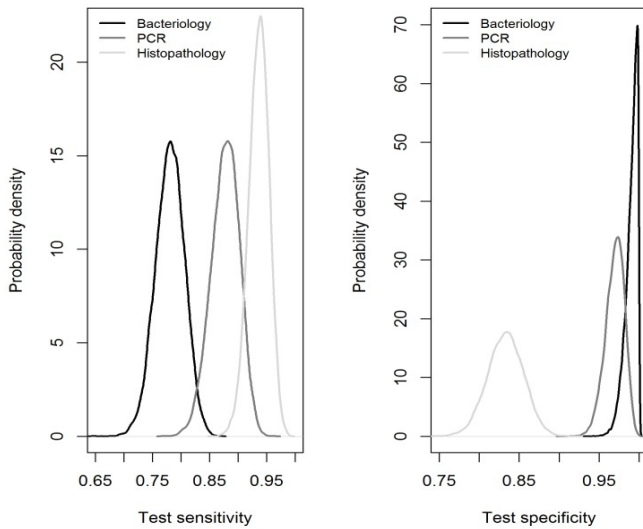 Bacteriology
PCR
Histopathology
Probability density
0 5 10 15 20
0.65 0.75 0.85 0.95
Test sensitivity
Bacteriology
PCR
Histopathology
Probability density
0 10 20 30 40 50 60 70
0.75 0.85 0.95
Test specificity